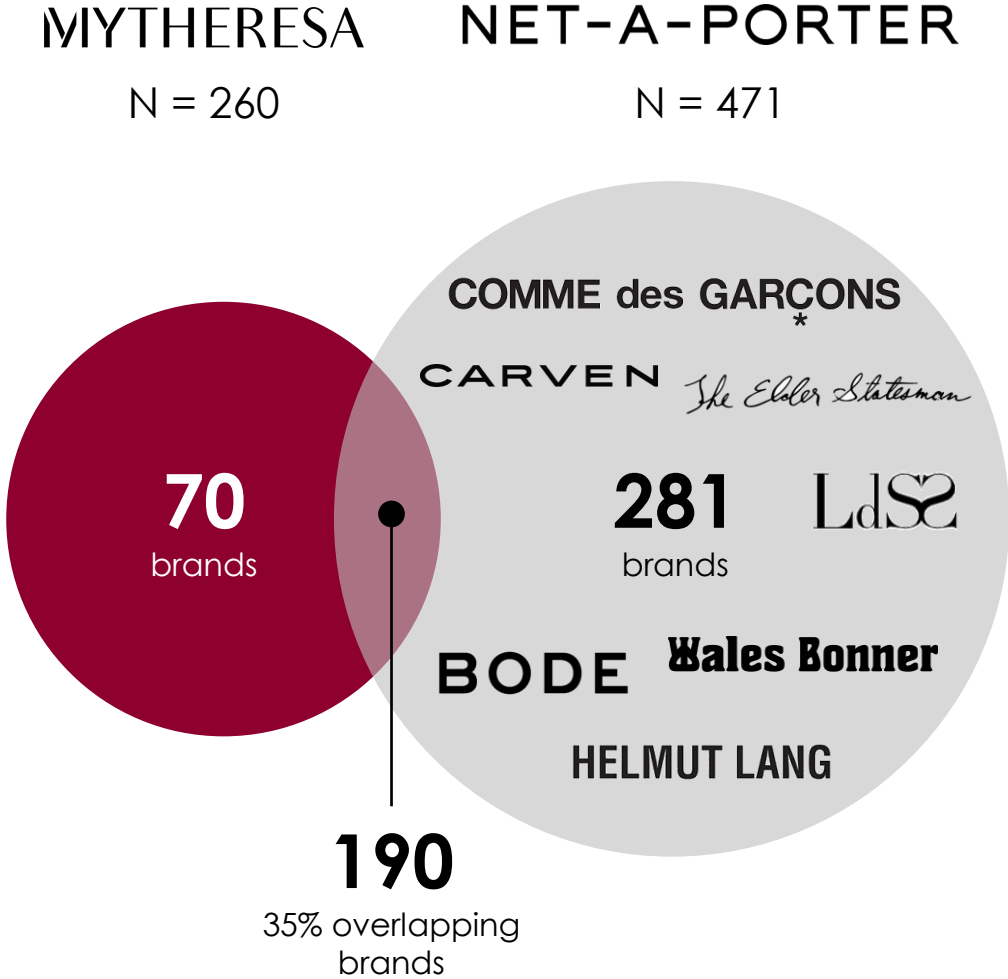 MYTHERESA
NET-A-PORTER
N = 260
N = 471
COMME des GARÇONS
*
CARVEN
The Elder Statesman
70
brands
281
brands
LdSS
BODE
Wales Bonner
HELMUT LANG
190
35% overlapping
brands